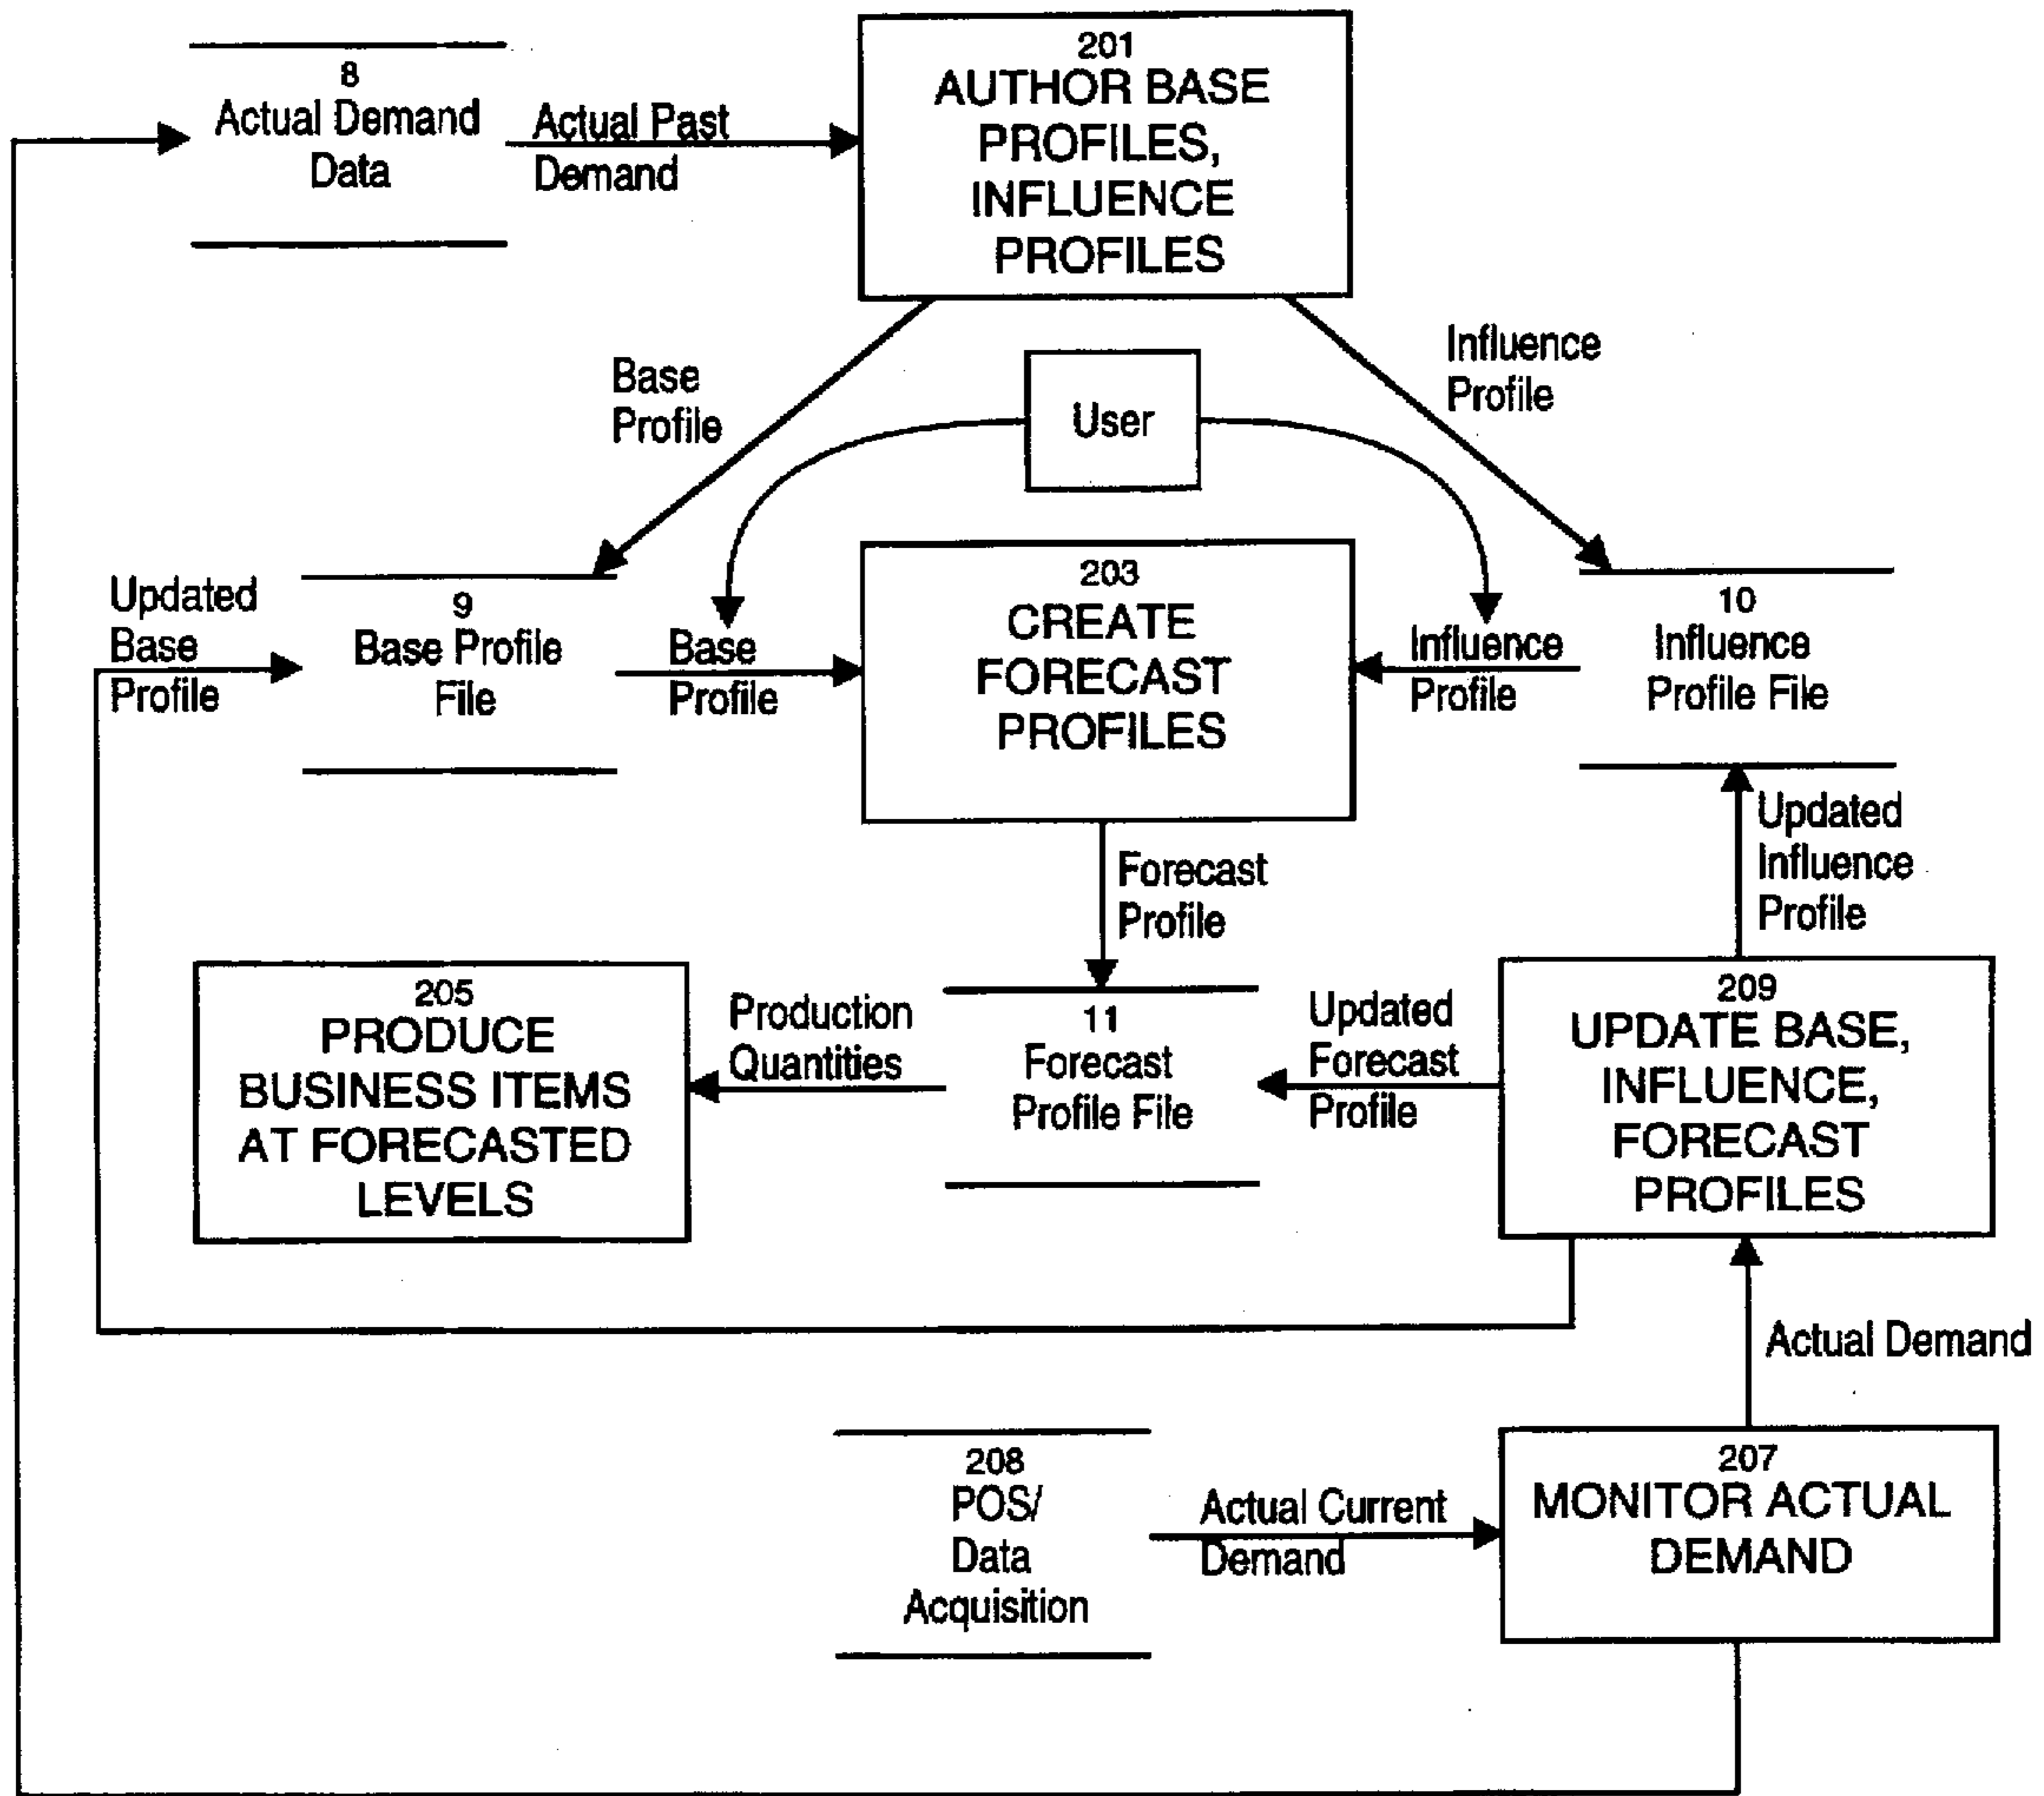 8
Actual Demand
Data
Actual Past
Demand
201
AUTHOR BASE
PROFILES,
INFLUENCE
PROFILES
Base
Profile
User
Influence
Profile
Updated
Base
Profile
9
Base Profile
File
Base
Profile
203
CREATE
FORECAST
PROFILES
Influence
Profile
10
Influence
Profile File
Forecast
Profile
Updated
Influence
Profile
205
PRODUCE
BUSINESS ITEMS
AT FORECASTED
LEVELS
Production
Quantities
11
Forecast
Profile File
Updated
Forecast
Profile
209
UPDATE BASE,
INFLUENCE,
FORECAST
PROFILES
Actual Demand
208
POS/
Data
Acquisition
Actual Current
Demand
207
MONITOR ACTUAL
DEMAND